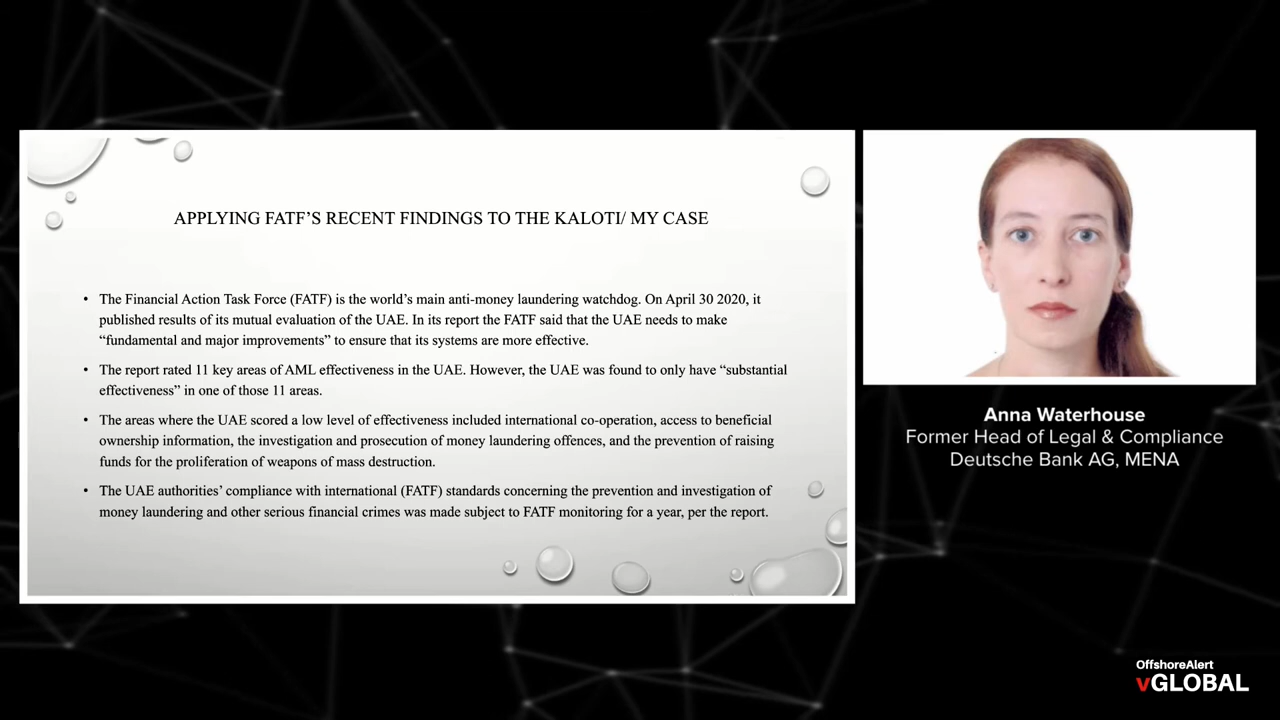 APPLYING FATF’S RECENT FINDINGS TO THE KALOTI/ MY CASE
• The Financial Action Task Force (FATF) is the world’s main anti-money laundering watchdog. On April 30 2020, it
published results of its mutual evaluation of the UAE. In its report the FATF said that the UAE needs to make
“fundamental and major improvements” to ensure that its systems are more effective.
• The report rated 11 key areas of AML effectiveness in the UAE. However, the UAE was found to only have “substantial
effectiveness” in one of those 11 areas.
• The areas where the UAE scored a low level of effectiveness included international co-operation, access to beneficial
ownership information, the investigation and prosecution of money laundering offences, and the prevention of raising
funds for the proliferation of weapons of mass destruction.
• The UAE authorities’ compliance with international (FATF) standards concerning the prevention and investigation of
money laundering and other serious financial crimes was made subject to FATF monitoring for a year, per the report.
Anna Waterhouse
Former Head of Legal & Compliance
Deutsche Bank AG, MENA
OffshoreAlert
vGLOBAL